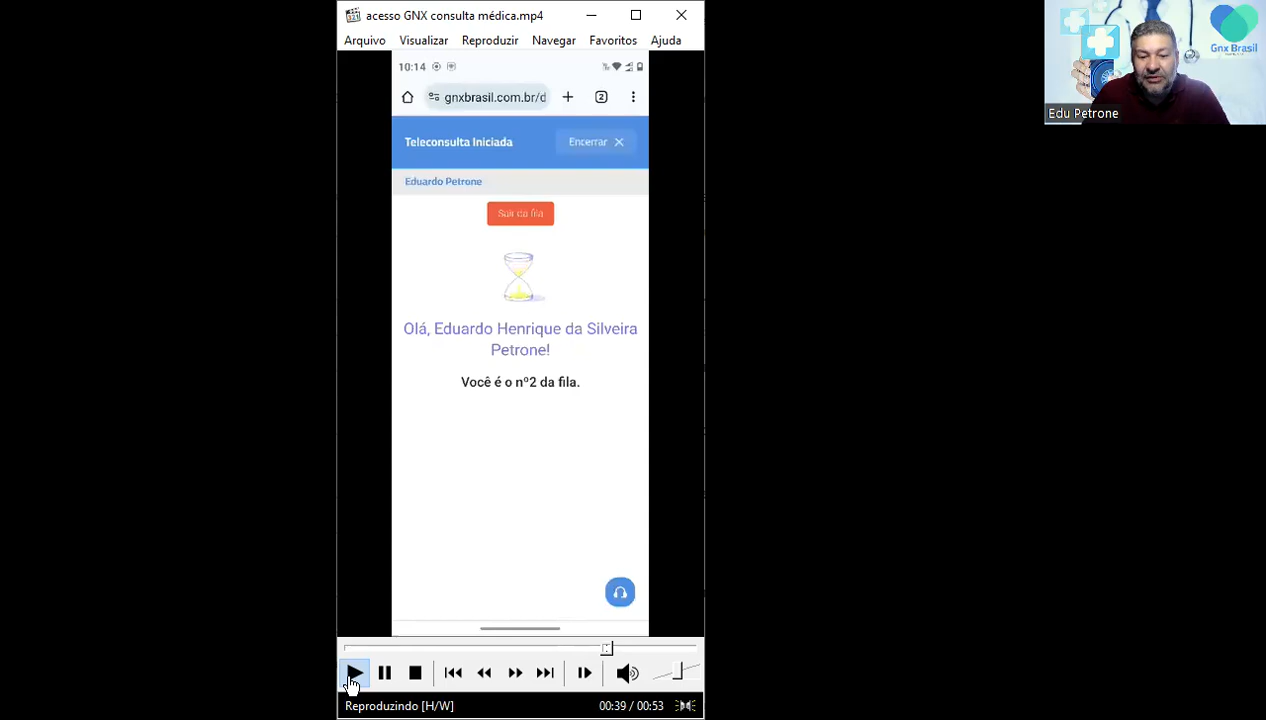 acesso GNX consulta médica.mp4
Arquivo Visualizar Reproduzir Navegar Favoritos Ajuda
10:14
gnxbrasil.com.br/d 2
Teleconsulta Iniciada Encerrar
Eduardo Petrone
Sair da fila
Olá, Eduardo Henrique da Silveira
Petrone!
Você é o nº2 da fila.
Reproduzindo [H/W] 00:39 / 00:53
Gnx Brasil
Edu Petrone